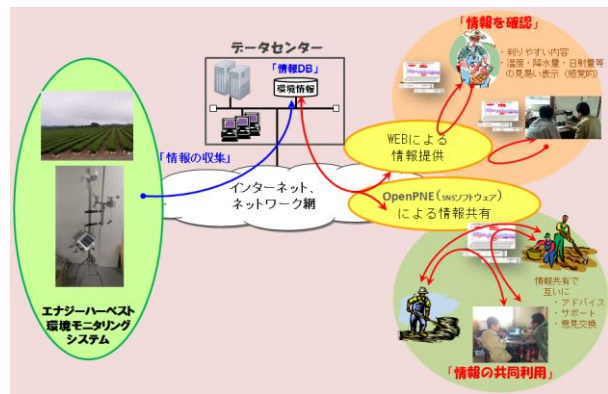 データセンター
「情報DB」
環境情報
「情報の収集」
インターネット、
ネットワーク網
エナジーハーベスト
環境モニタリング
システム
「情報を確認」
・判りやすい内容
・温度・降水量・日射量等
の見易い表示(感覚的)
WEBによる
情報提供
OpenPNE(SNSソフトウェア)
による情報共有
情報共有で
互いに
・アドバイス
・サポート
・意見交換
「情報の共同利用」